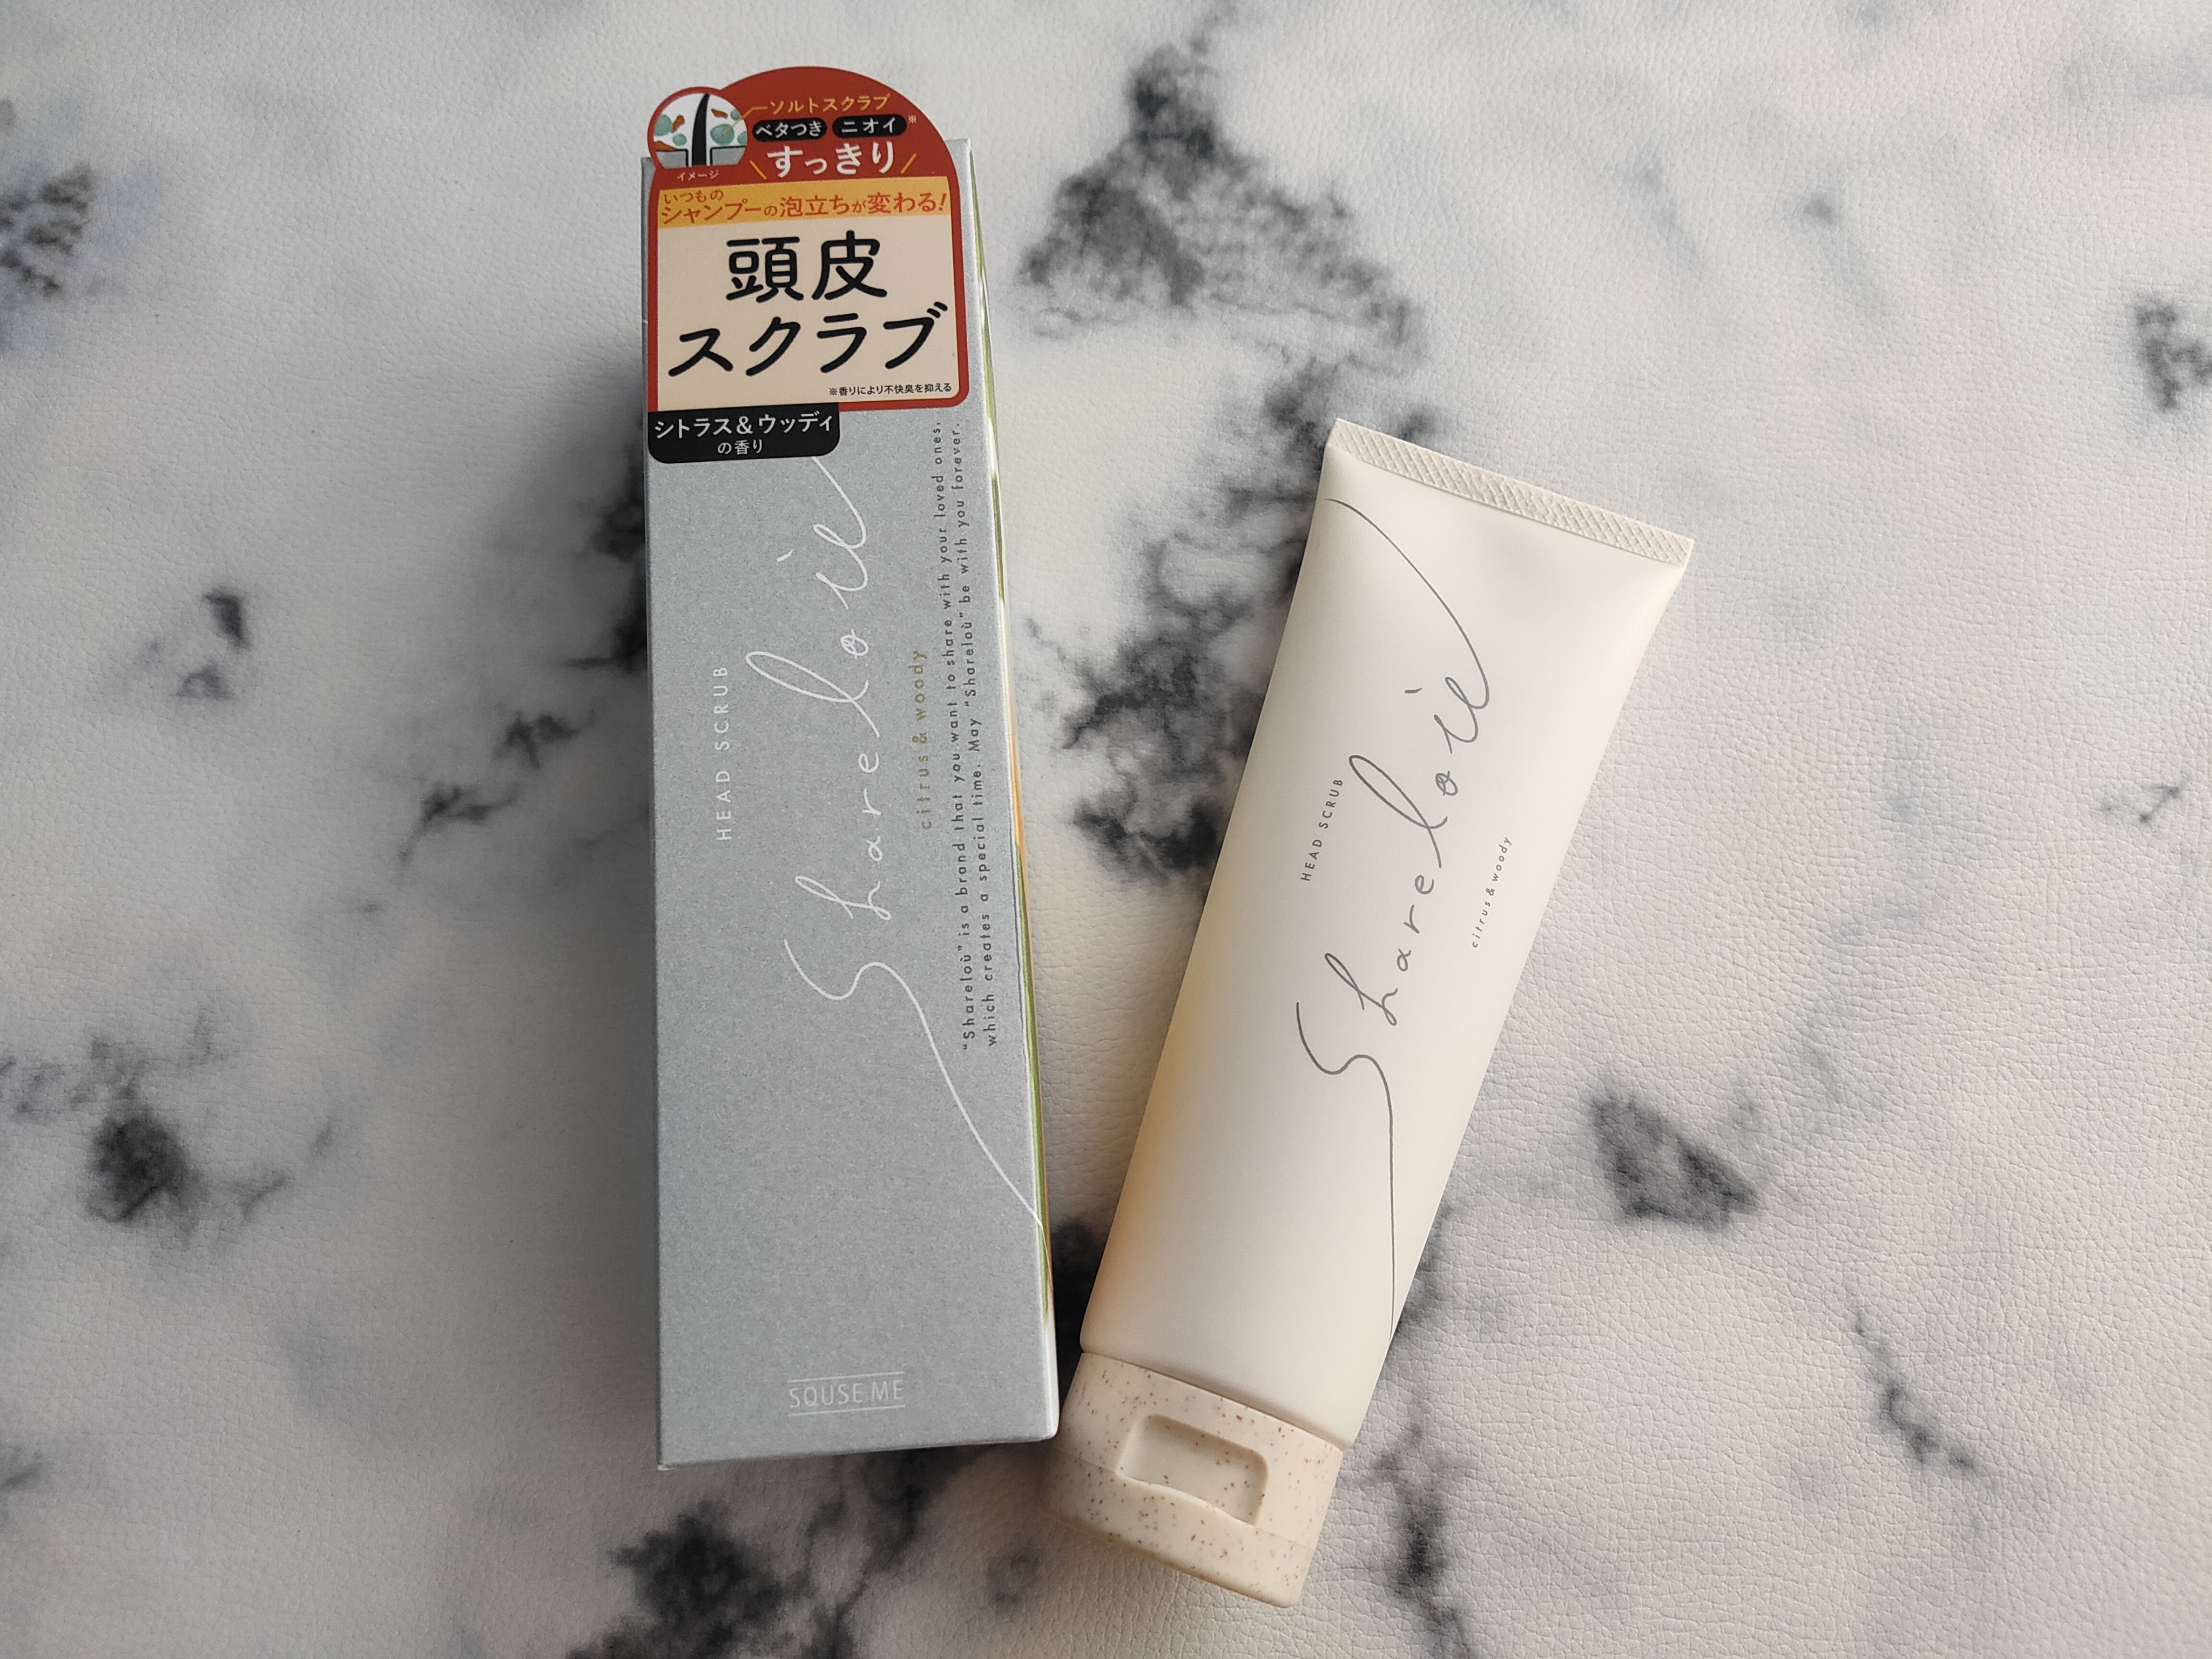 ソルトスクラブ
ベタつき ニオイ※
すっきり
イメージ
いつもの
シャンプーの泡立ちが変わる!
頭皮
スクラブ
※香りにより不快臭を抑える
シトラス&ウッディ
の香り
HEAD SCRUB
Shareloù
citrus & woody
"Shareloù" is a brand that you want to share with your loved ones,
which creates a special time. May "Shareloù" be with you forever.
SQUSE ME
HEAD SCRUB
Shareloù
citrus & woody